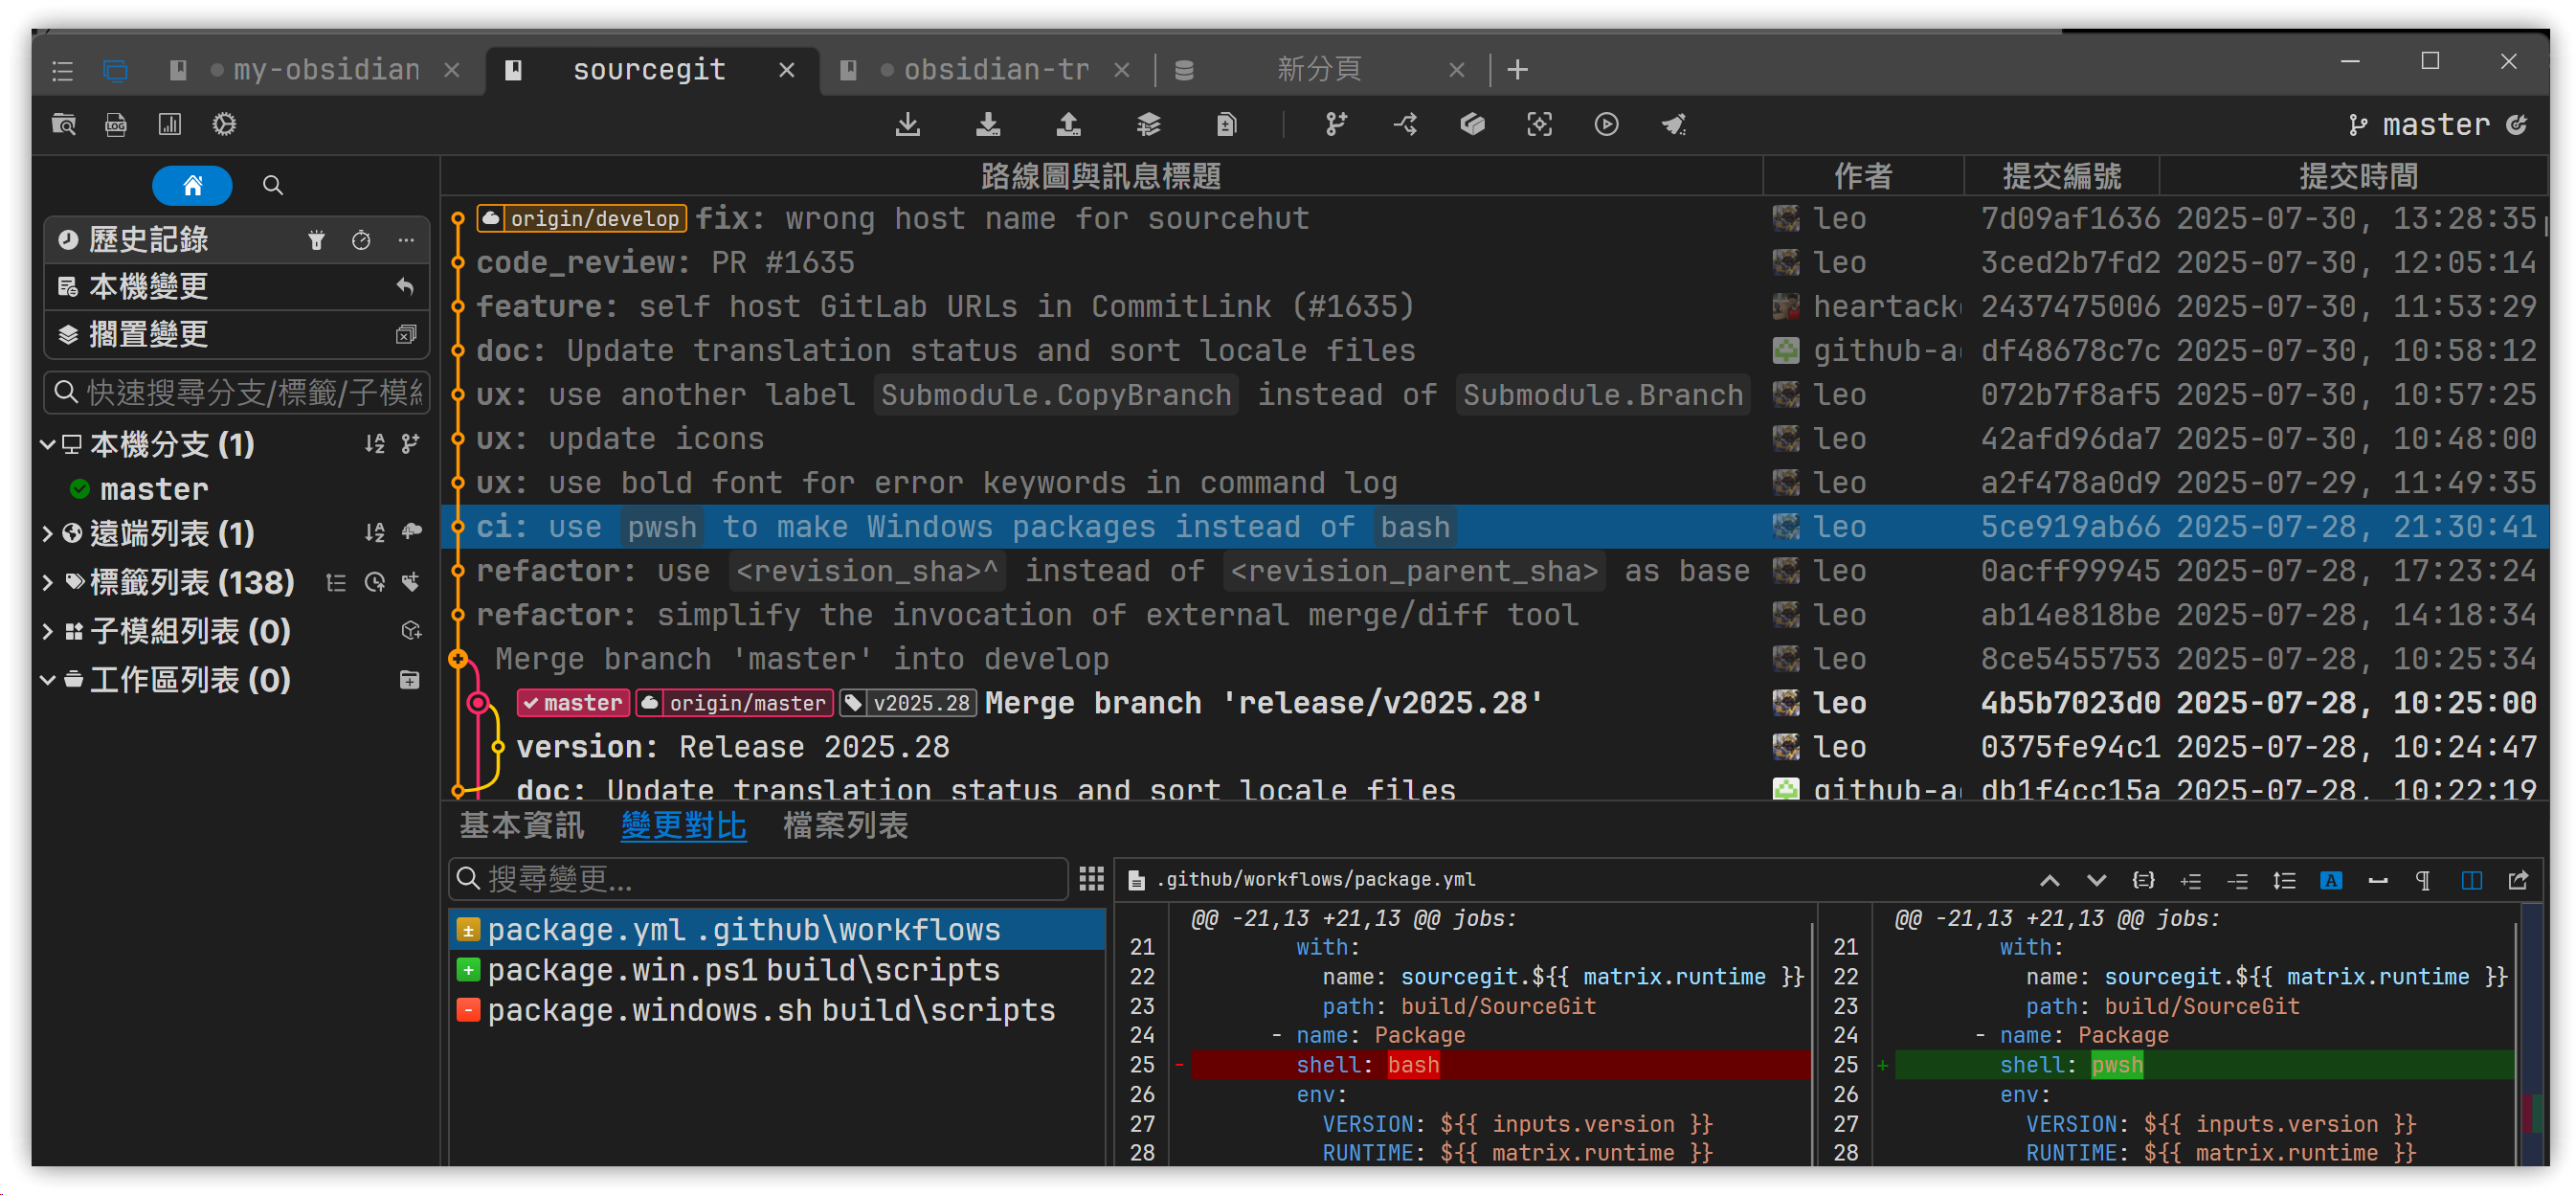 my-obsidian
sourcegit
obsidian-tr
新分頁
LOG
master
路線圖與訊息標題 作者 提交編號 提交時間
歷史記錄
本機變更
擱置變更
快速搜尋分支/標籤/子模組
本機分支 (1)
master
遠端列表 (1)
標籤列表 (138)
子模組列表 (0)
工作區列表 (0)
origin/develop fix: wrong host name for sourcehut leo 7d09af1636 2025-07-30, 13:28:35
code_review: PR #1635 leo 3ced2b7fd2 2025-07-30, 12:05:14
feature: self host GitLab URLs in CommitLink (#1635) heartack 2437475006 2025-07-30, 11:53:29
doc: Update translation status and sort locale files github-a df48678c7c 2025-07-30, 10:58:12
ux: use another label Submodule.CopyBranch instead of Submodule.Branch leo 072b7f8af5 2025-07-30, 10:57:25
ux: update icons leo 42afd96da7 2025-07-30, 10:48:00
ux: use bold font for error keywords in command log leo a2f478a0d9 2025-07-29, 11:49:35
ci: use pwsh to make Windows packages instead of bash leo 5ce919ab66 2025-07-28, 21:30:41
refactor: use <revision_sha>^ instead of <revision_parent_sha> as base leo 0acff99945 2025-07-28, 17:23:24
refactor: simplify the invocation of external merge/diff tool leo ab14e818be 2025-07-28, 14:18:34
Merge branch 'master' into develop leo 8ce5455753 2025-07-28, 10:25:34
master origin/master v2025.28 Merge branch 'release/v2025.28' leo 4b5b7023d0 2025-07-28, 10:25:00
version: Release 2025.28 leo 0375fe94c1 2025-07-28, 10:24:47
doc: Update translation status and sort locale files github-a db1f4cc15a 2025-07-28, 10:22:19
基本資訊 變更對比 檔案列表
搜尋變更...
package.yml .github\workflows
package.win.ps1 build\scripts
package.windows.sh build\scripts
.github/workflows/package.yml
@@ -21,13 +21,13 @@ jobs:
21 with:
22 name: sourcegit.${{ matrix.runtime }}
23 path: build/SourceGit
24 - name: Package
25 - shell: bash
26 env:
27 VERSION: ${{ inputs.version }}
28 RUNTIME: ${{ matrix.runtime }}
@@ -21,13 +21,13 @@ jobs:
21 with:
22 name: sourcegit.${{ matrix.runtime }}
23 path: build/SourceGit
24 - name: Package
25 + shell: pwsh
26 env:
27 VERSION: ${{ inputs.version }}
28 RUNTIME: ${{ matrix.runtime }}